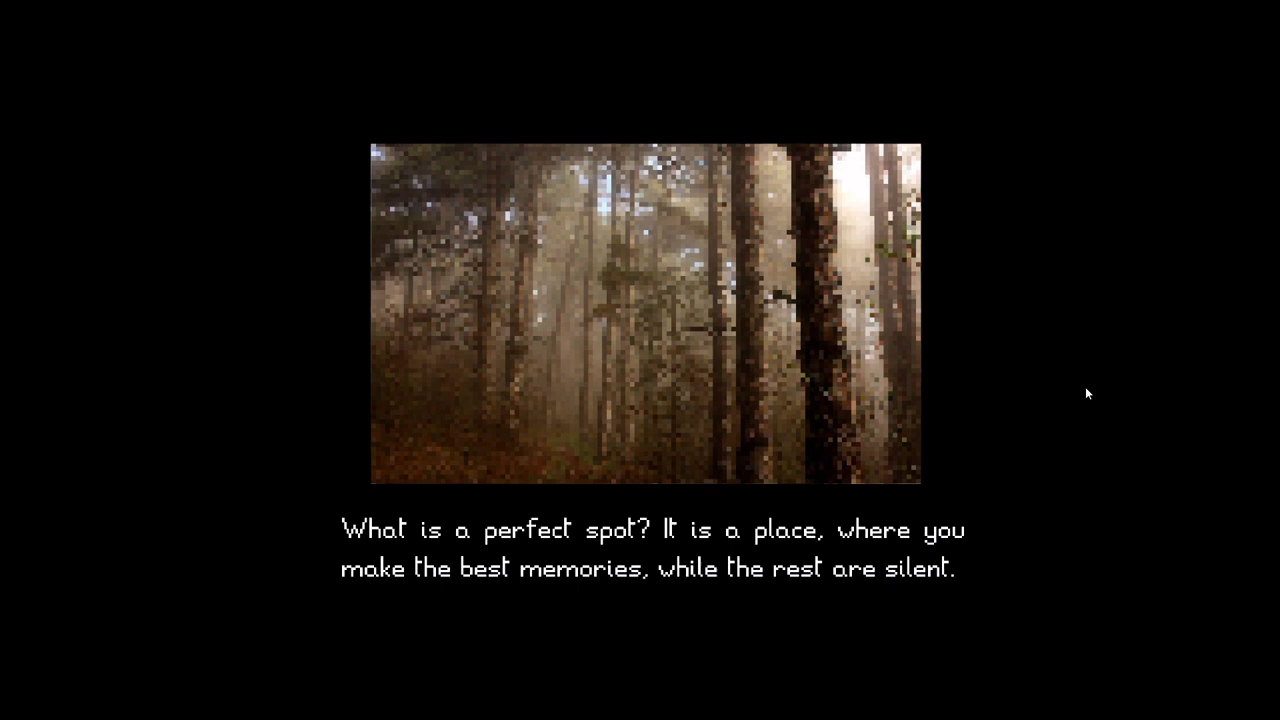 What is a perfect spot? It is a place, where you
make the best memories, while the rest are silent.